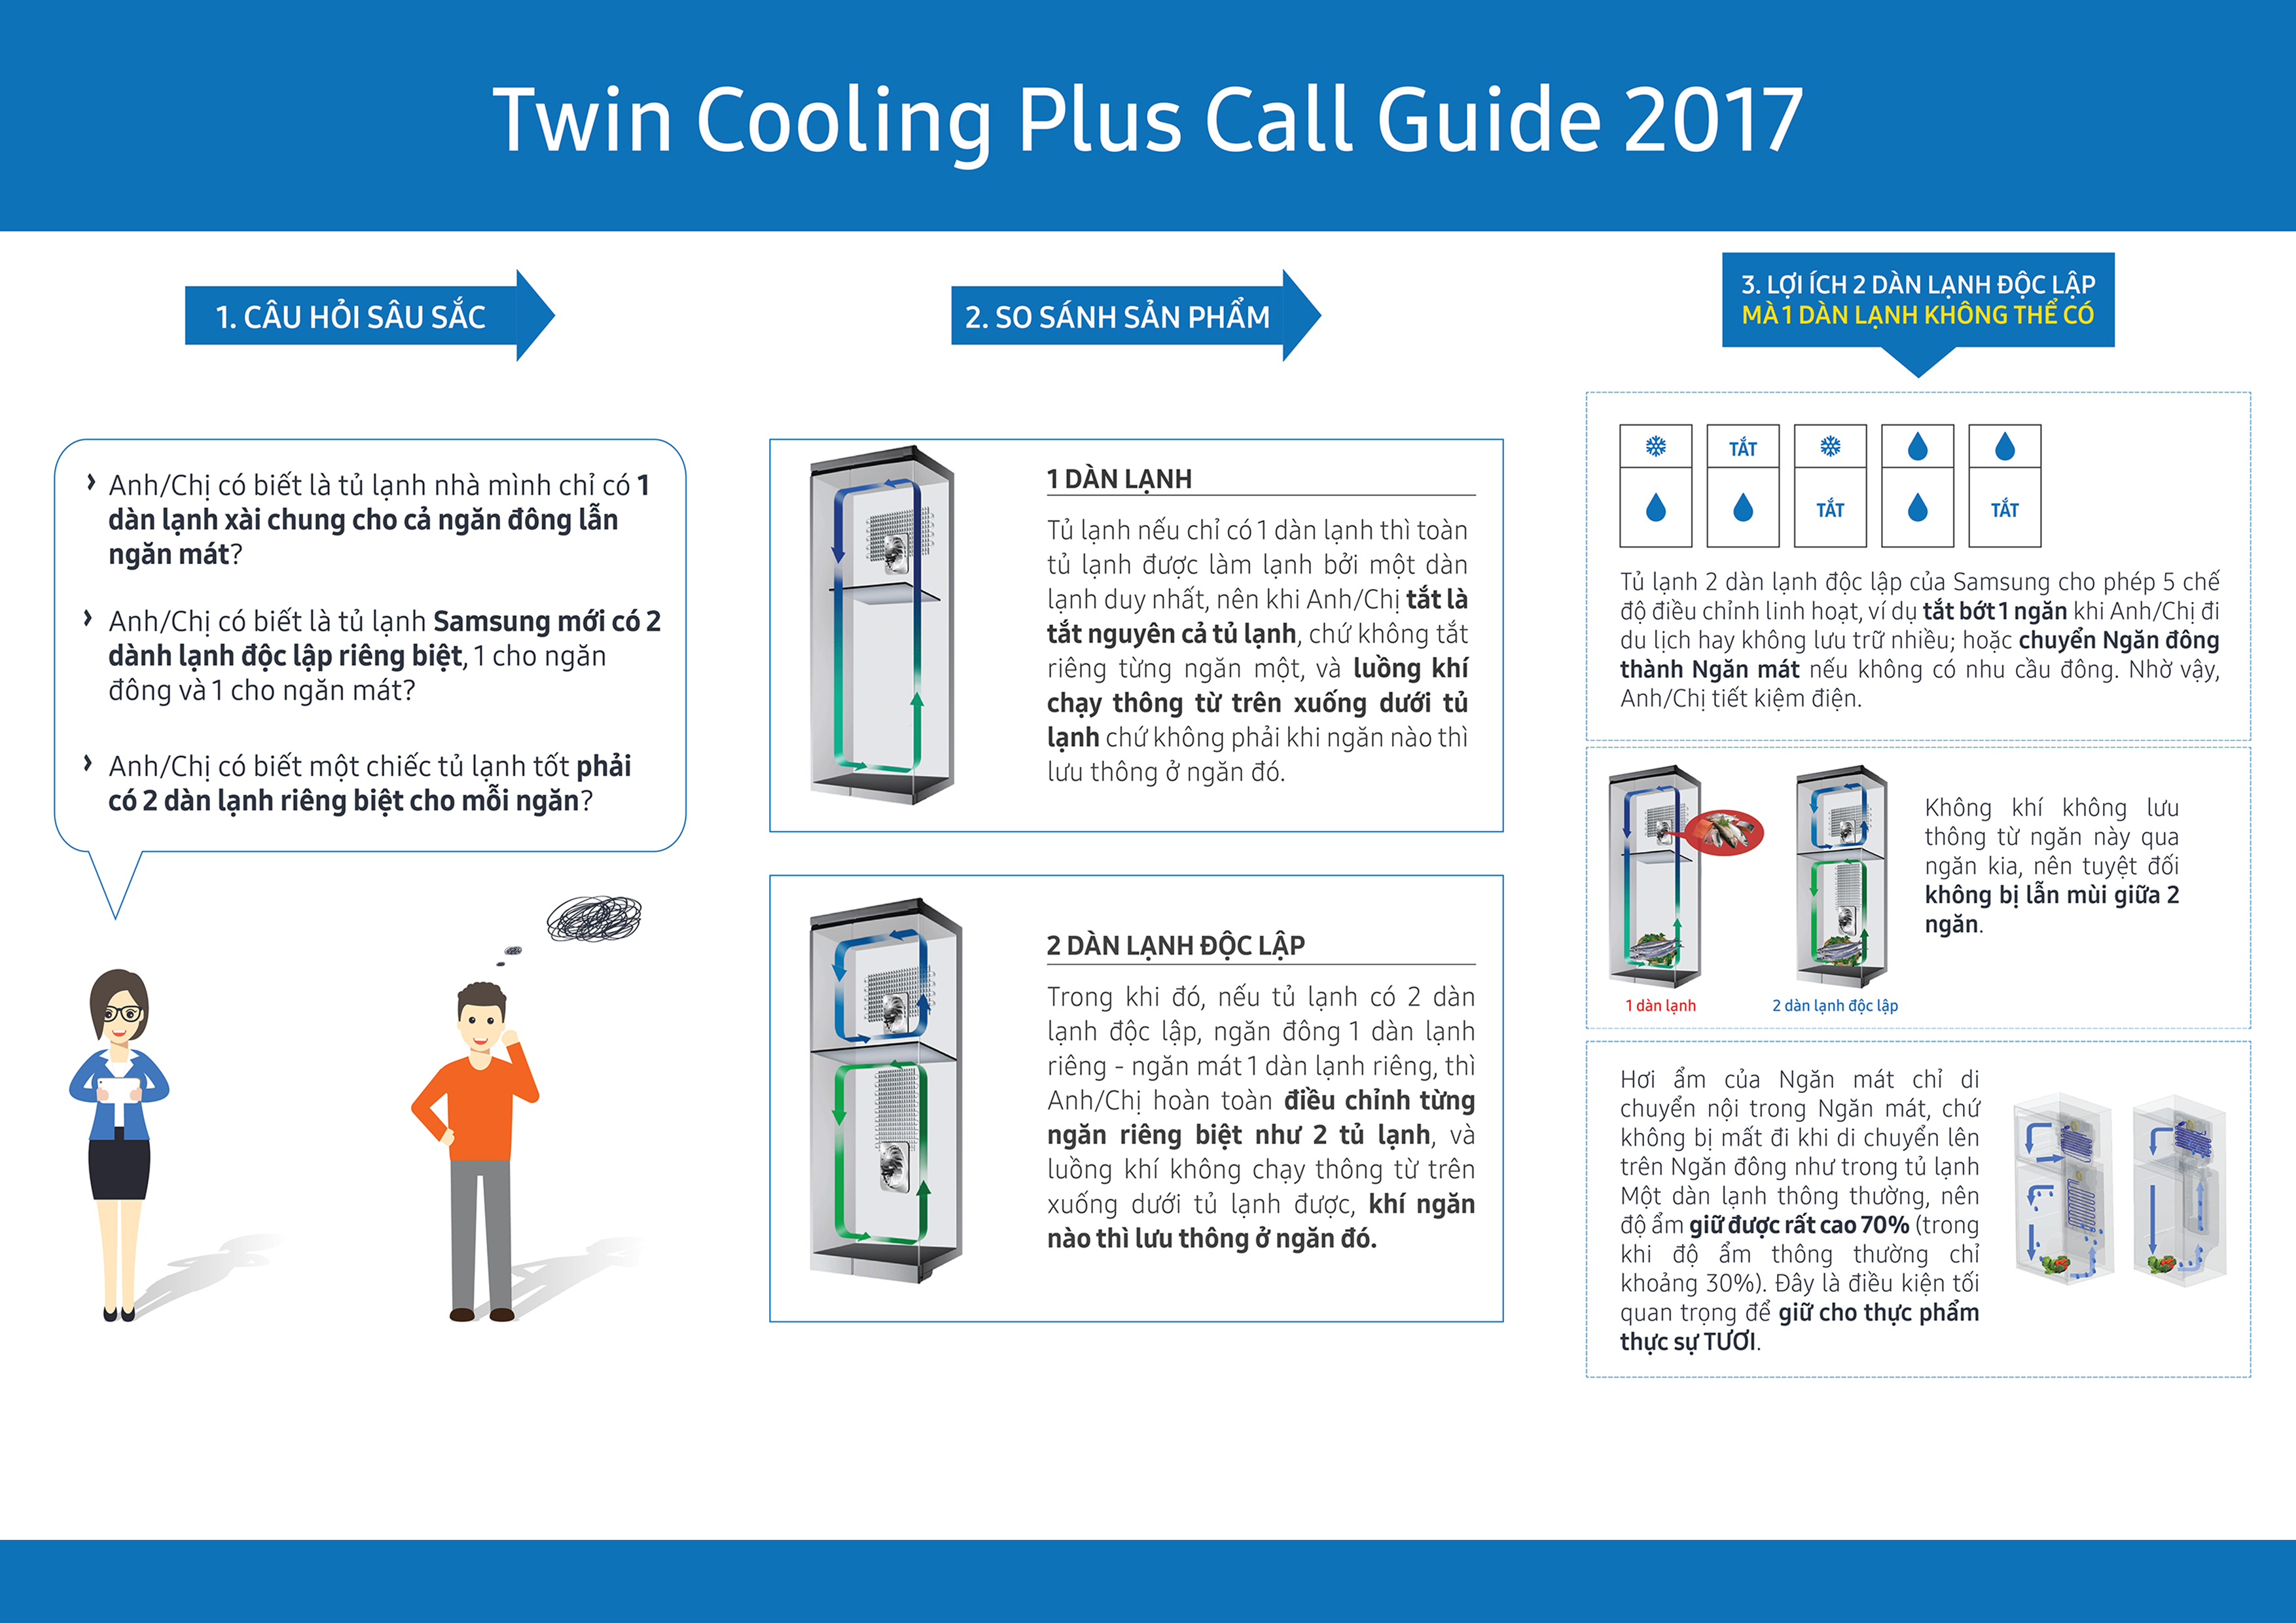 Twin Cooling Plus Call Guide 2017
1. CÂU HỎI SÂU SẮC
› Anh/Chị có biết là tủ lạnh nhà mình chỉ có 1
dàn lạnh xài chung cho cả ngăn đông lẫn
ngăn mát?
› Anh/Chị có biết là tủ lạnh Samsung mới có 2
dành lạnh độc lập riêng biệt, 1 cho ngăn
đông và 1 cho ngăn mát?
› Anh/Chị có biết một chiếc tủ lạnh tốt phải
có 2 dàn lạnh riêng biệt cho mỗi ngăn?
2. SO SÁNH SẢN PHẨM
1 DÀN LẠNH
Tủ lạnh nếu chỉ có 1 dàn lạnh thì toàn
tủ lạnh được làm lạnh bởi một dàn
lạnh duy nhất, nên khi Anh/Chị tắt là
tắt nguyên cả tủ lạnh, chứ không tắt
riêng từng ngăn một, và luồng khí
chạy thông từ trên xuống dưới tủ
lạnh chứ không phải khi ngăn nào thì
lưu thông ở ngăn đó.
2 DÀN LẠNH ĐỘC LẬP
Trong khi đó, nếu tủ lạnh có 2 dàn
lạnh độc lập, ngăn đông 1 dàn lạnh
riêng - ngăn mát 1 dàn lạnh riêng, thì
Anh/Chị hoàn toàn điều chỉnh từng
ngăn riêng biệt như 2 tủ lạnh, và
luồng khí không chạy thông từ trên
xuống dưới tủ lạnh được, khí ngăn
nào thì lưu thông ở ngăn đó.
3. LỢI ÍCH 2 DÀN LẠNH ĐỘC LẬP
MÀ 1 DÀN LẠNH KHÔNG THỂ CÓ
TẮT
TẮT TẮT
Tủ lạnh 2 dàn lạnh độc lập của Samsung cho phép 5 chế
độ điều chỉnh linh hoạt, ví dụ tắt bớt 1 ngăn khi Anh/Chị đi
du lịch hay không lưu trữ nhiều; hoặc chuyển Ngăn đông
thành Ngăn mát nếu không có nhu cầu đông. Nhờ vậy,
Anh/Chị tiết kiệm điện.
1 dàn lạnh
2 dàn lạnh độc lập
Không khí không lưu
thông từ ngăn này qua
ngăn kia, nên tuyệt đối
không bị lẫn mùi giữa 2
ngăn.
Hơi ẩm của Ngăn mát chỉ di
chuyển nội trong Ngăn mát, chứ
không bị mất đi khi di chuyển lên
trên Ngăn đông như trong tủ lạnh
Một dàn lạnh thông thường, nên
độ ẩm giữ được rất cao 70% (trong
khi độ ẩm thông thường chỉ
khoảng 30%). Đây là điều kiện tối
quan trọng để giữ cho thực phẩm
thực sự TƯƠI.